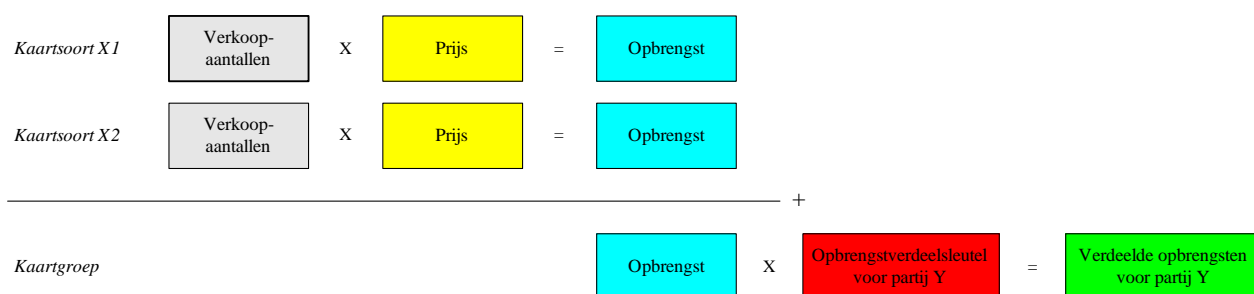 Kaartsoort X1
Verkoop-
aantallen
X
Prijs
=
Opbrengst
Kaartsoort X2
Verkoop-
aantallen
X
Prijs
=
Opbrengst
+
Kaartgroep
Opbrengst
X
Opbrengstverdeelsleutel
voor partij Y
=
Verdeelde opbrengsten
voor partij Y